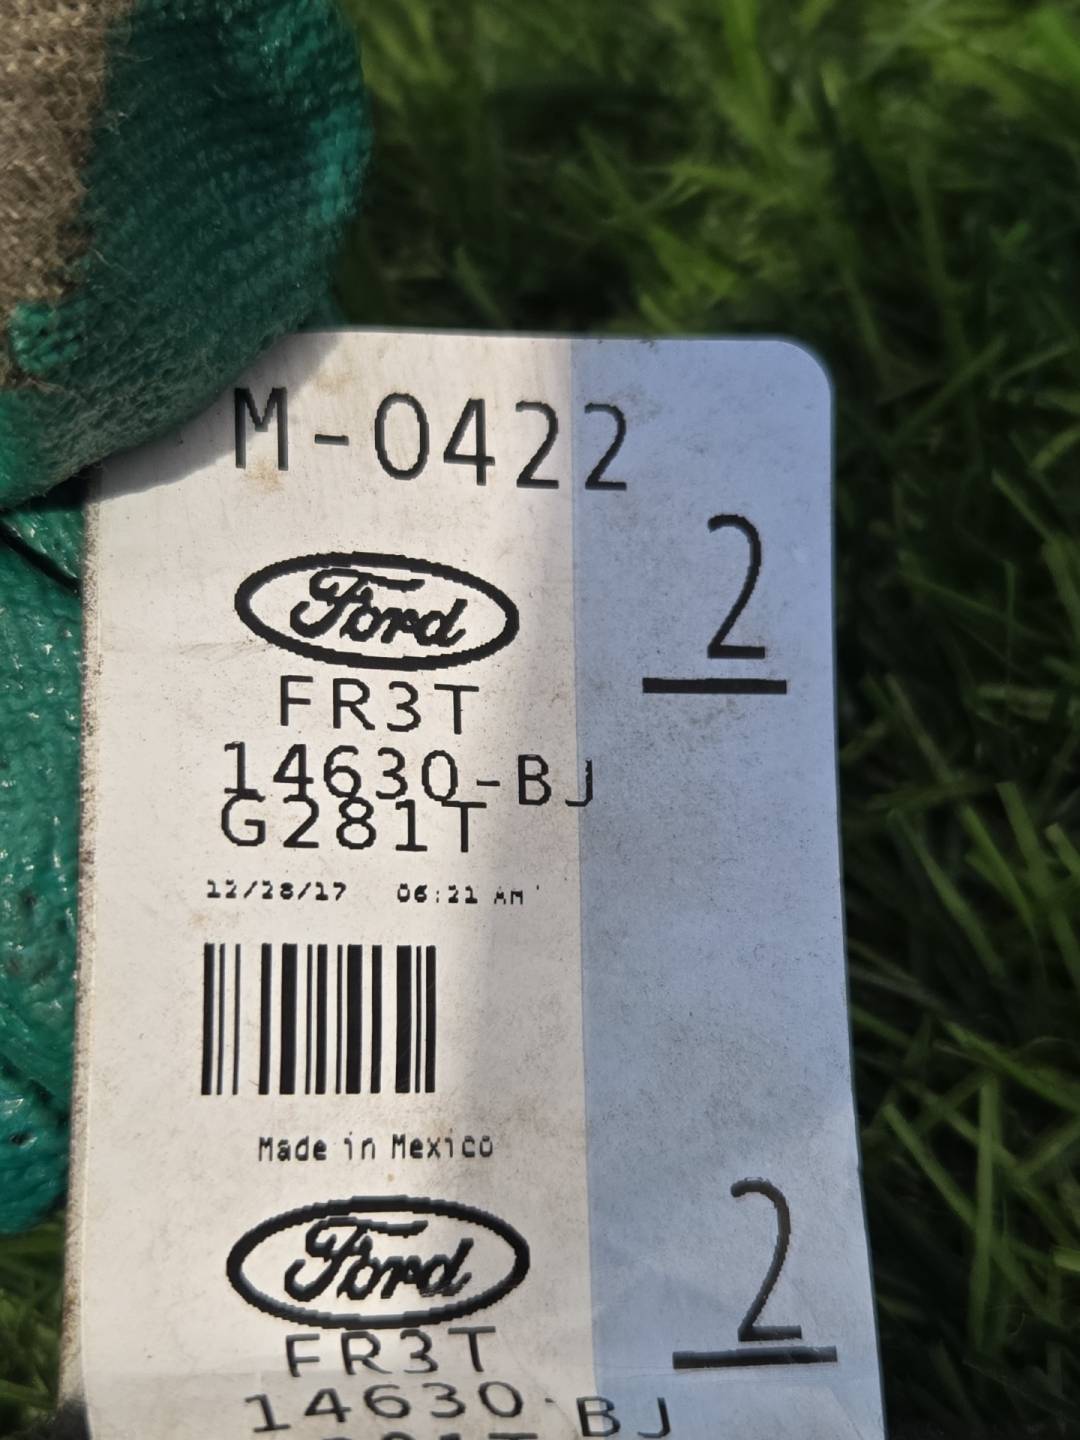 M-0422
2
Ford
FR3T
14630-BJ
G281T
12/28/17 06:21 AM
Made in Mexico
2
Ford
FR3T
14630-BJ